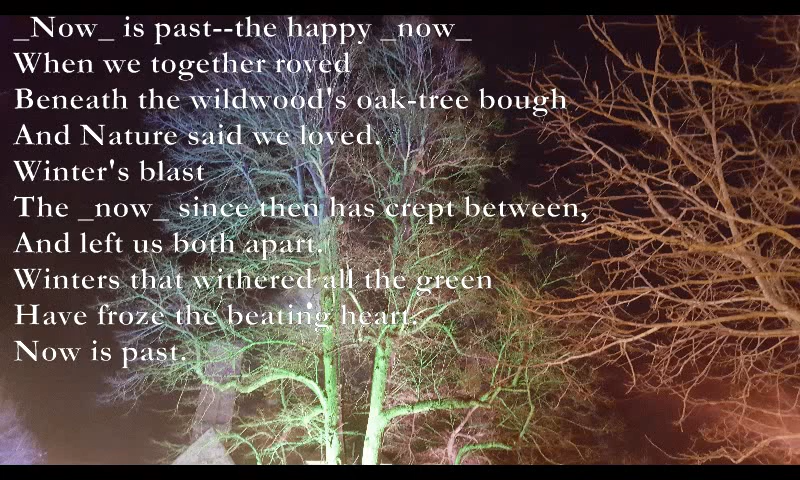 _Now_ is past--the happy _now_
When we together roved
Beneath the wildwood's oak-tree bough
And Nature said we loved.
Winter's blast
The _now_ since then has crept between,
And left us both apart.
Winters that withered all the green
Have froze the beating heart.
Now is past.